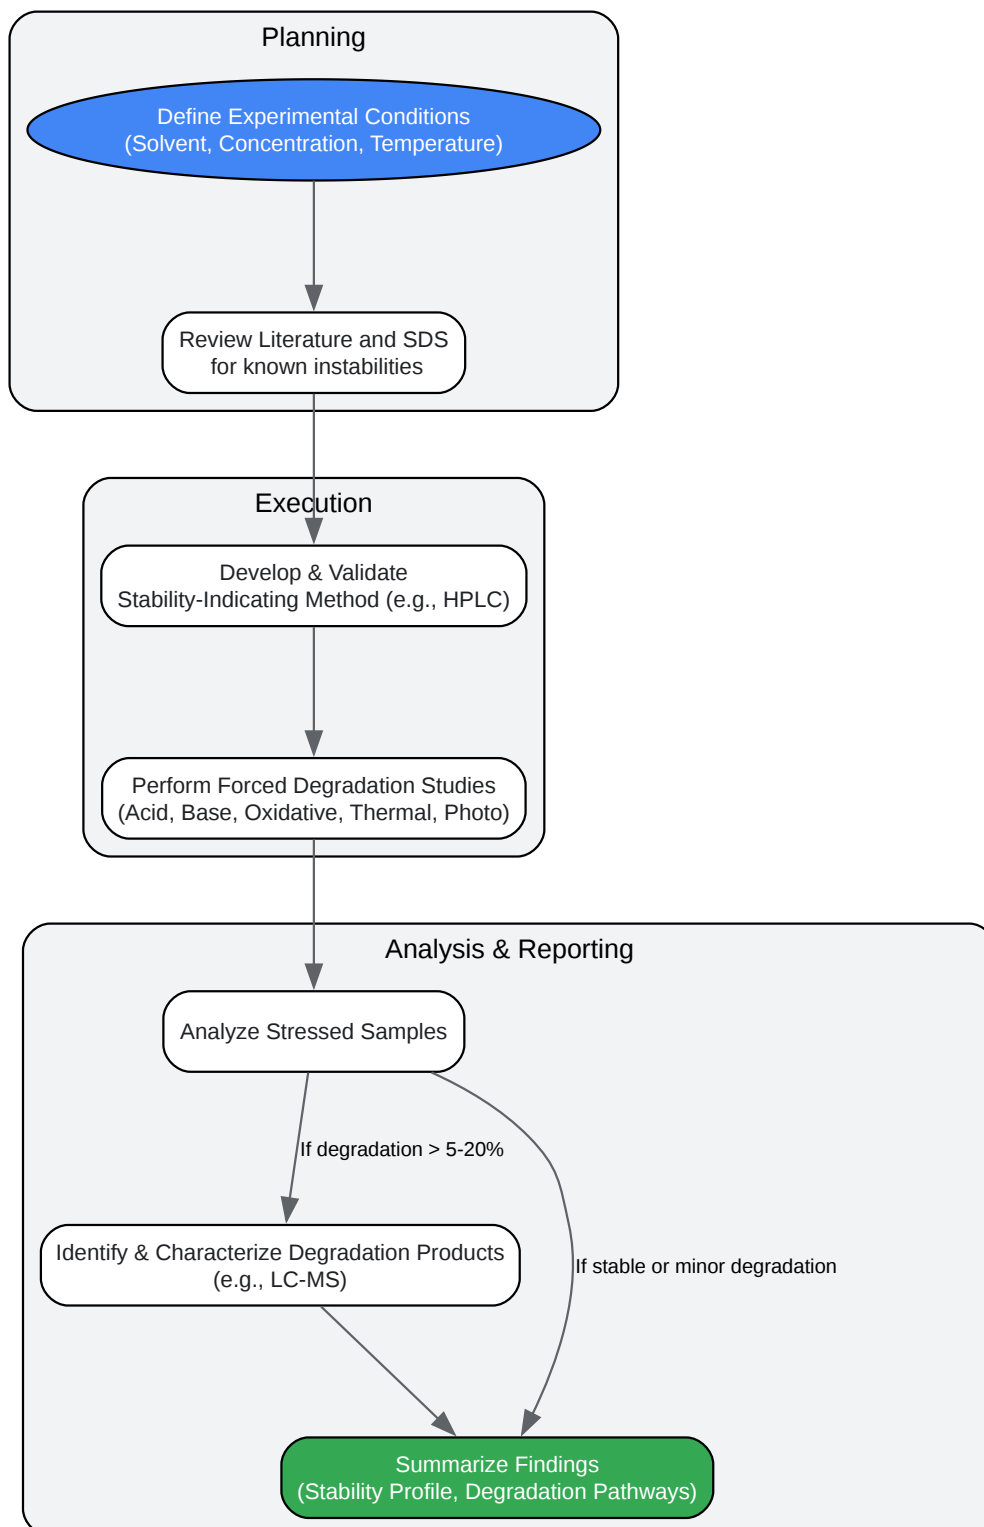 Planning
Define Experimental Conditions
(Solvent, Concentration, Temperature)
Review Literature and SDS
for known instabilities
Execution
Develop & Validate
Stability-Indicating Method (e.g., HPLC)
Perform Forced Degradation Studies
(Acid, Base, Oxidative, Thermal, Photo)
Analysis & Reporting
Analyze Stressed Samples
If degradation > 5-20%
Identify & Characterize Degradation Products
(e.g., LC-MS)
If stable or minor degradation
Summarize Findings
(Stability Profile, Degradation Pathways)